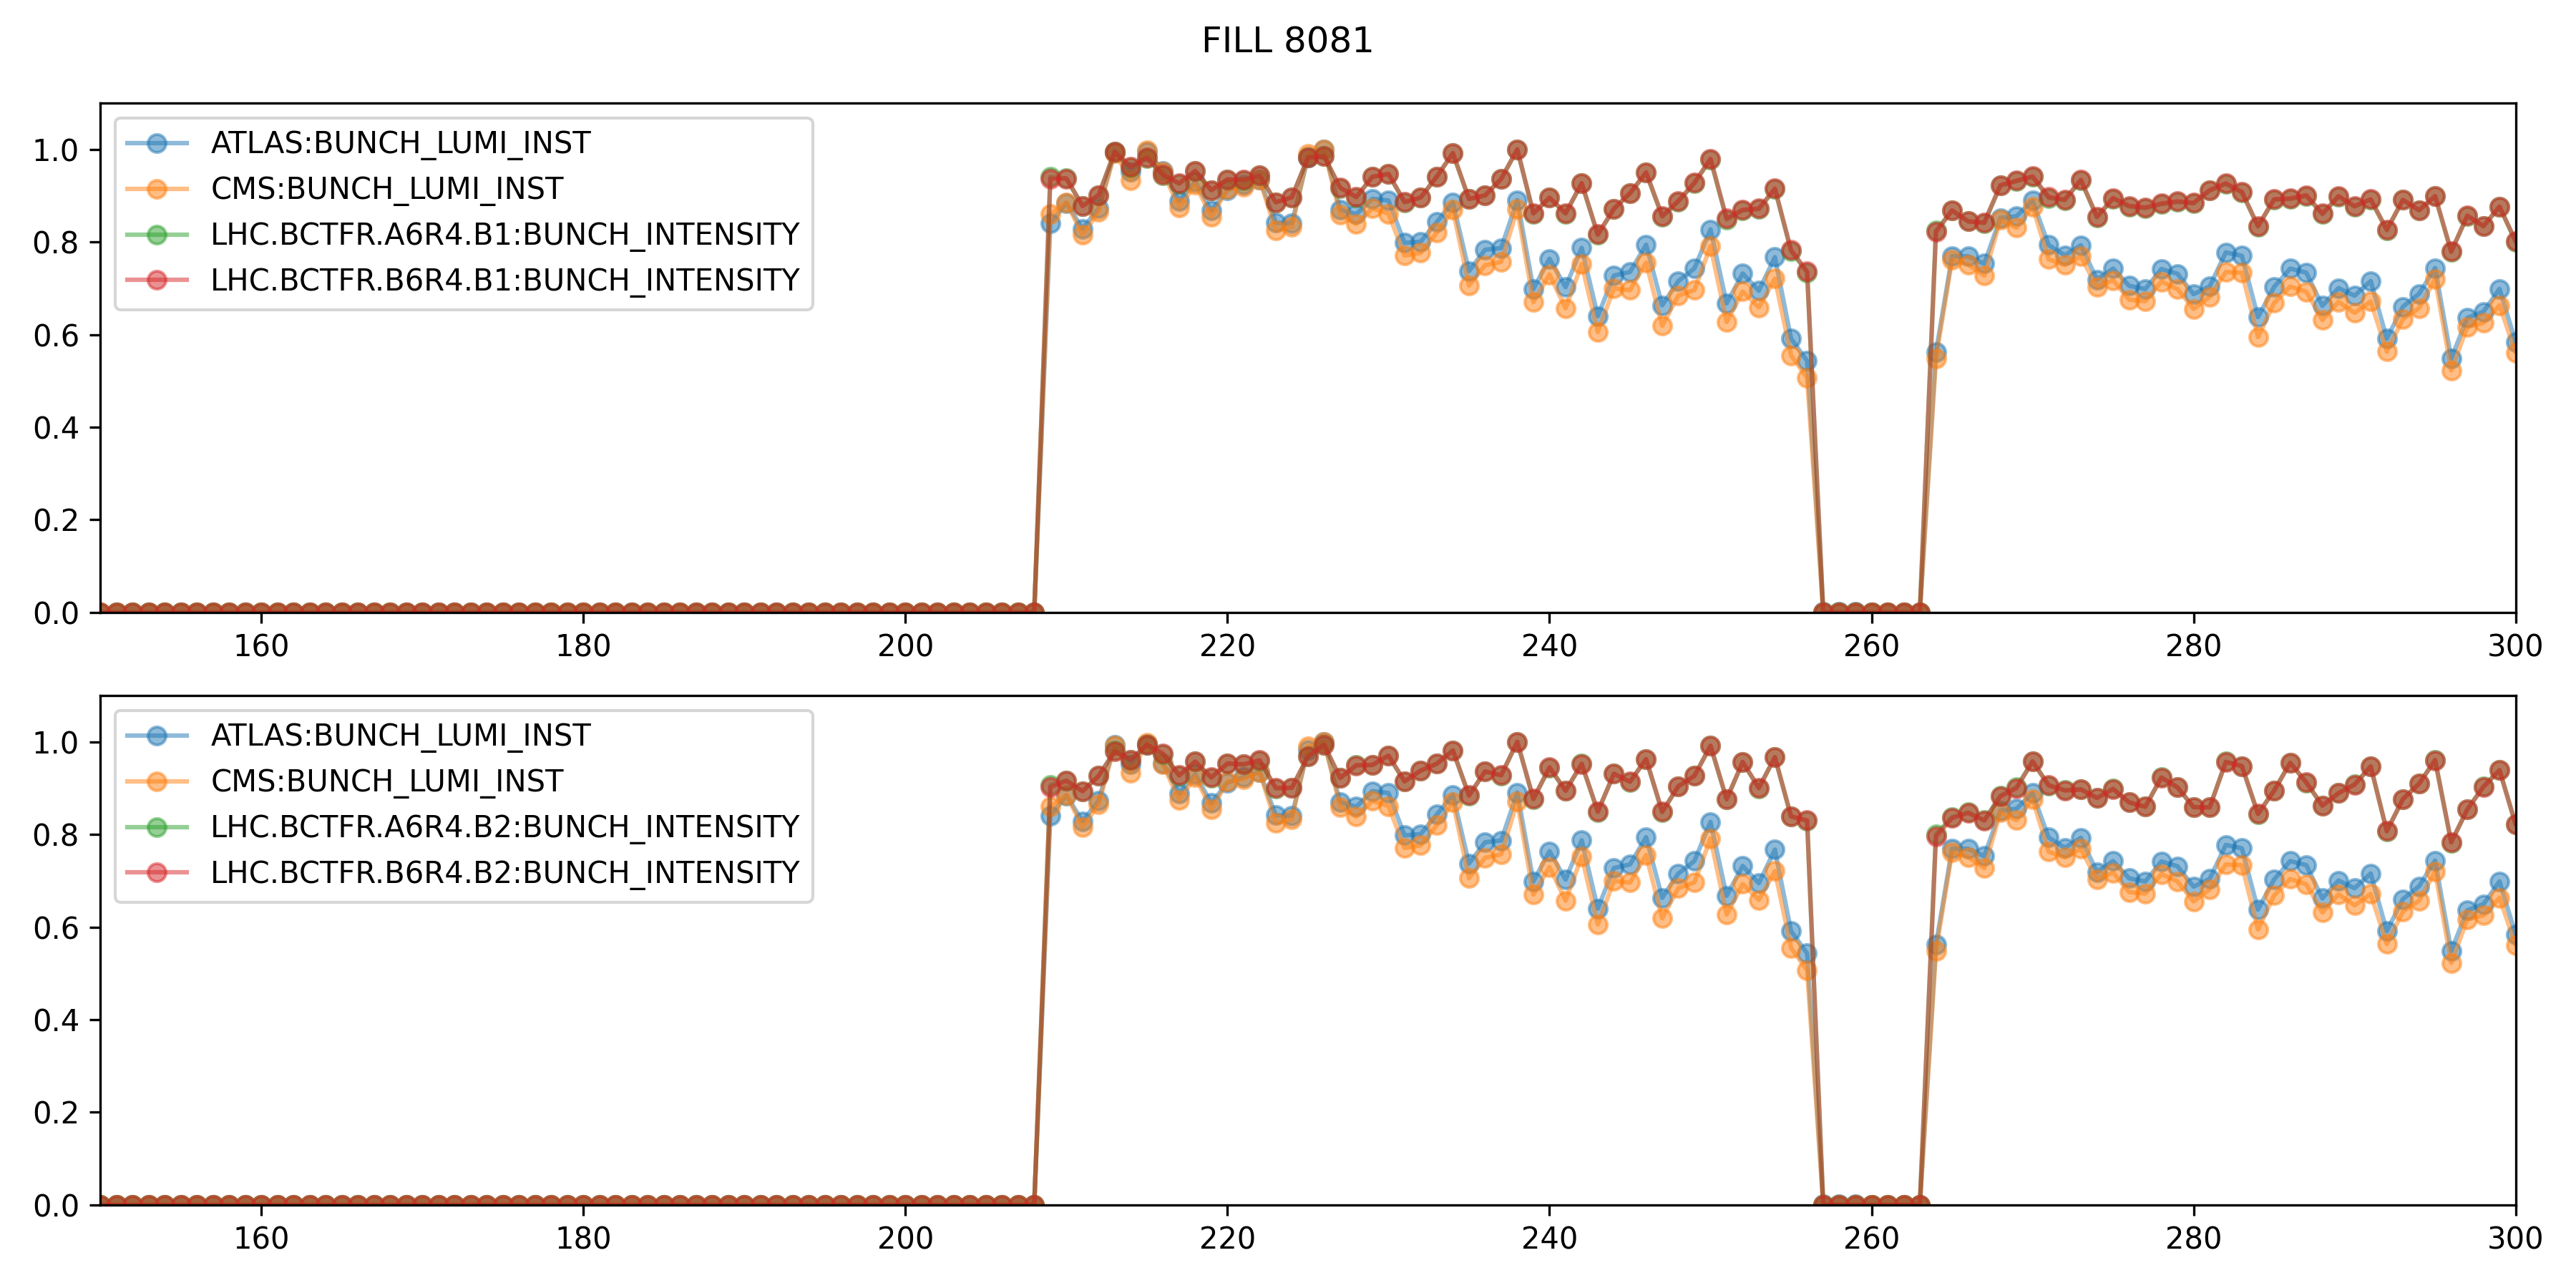 FILL 8081
ATLAS:BUNCH_LUMI_INST
CMS:BUNCH_LUMI_INST
LHC.BCTFR.A6R4.B1:BUNCH_INTENSITY
LHC.BCTFR.B6R4.B1:BUNCH_INTENSITY
1.0
0.8
0.6
0.4
0.2
0.0
160 180 200 220 240 260 280 300
ATLAS:BUNCH_LUMI_INST
CMS:BUNCH_LUMI_INST
LHC.BCTFR.A6R4.B2:BUNCH_INTENSITY
LHC.BCTFR.B6R4.B2:BUNCH_INTENSITY
1.0
0.8
0.6
0.4
0.2
0.0
160 180 200 220 240 260 280 300